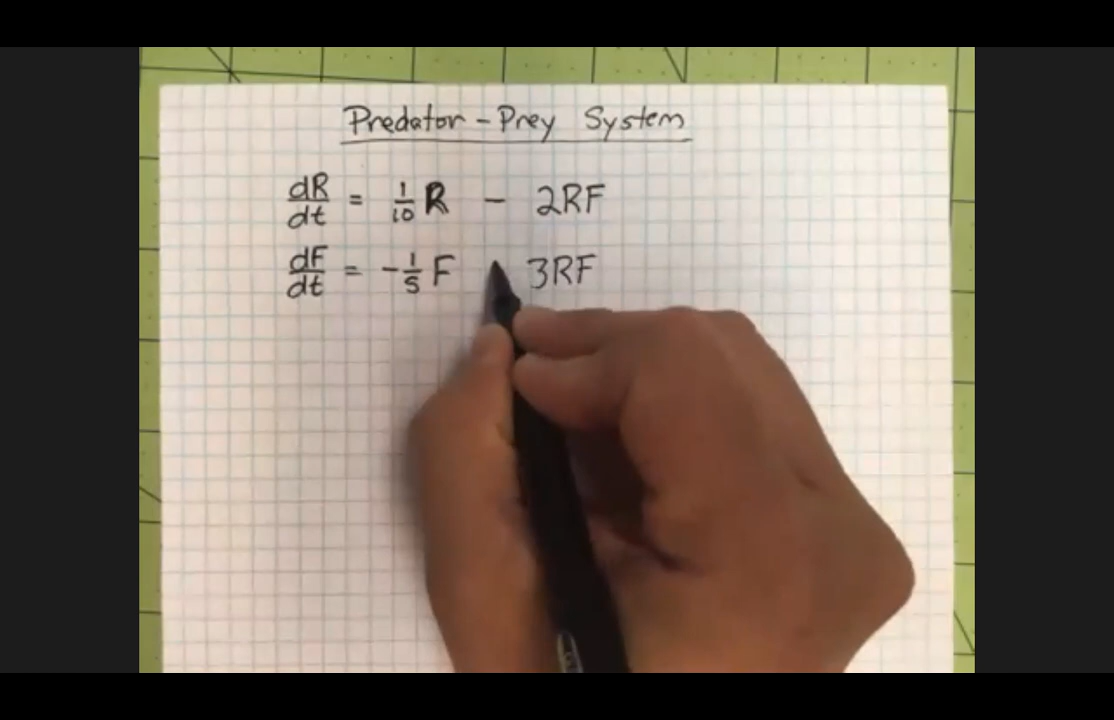 Predator - Prey System
dR/dt = 1/10 R - 2RF
dF/dt = -1/5 F 3RF